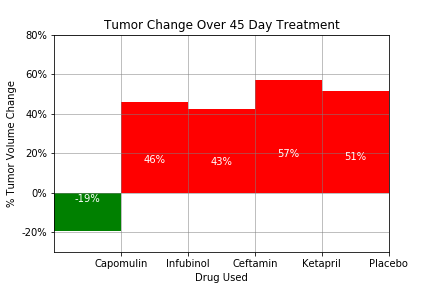 Tumor Change Over 45 Day Treatment
80%
60%
40%
20%
0%
-20%
% Tumor Volume Change
-19%
46%
43%
57%
51%
Capomulin Infubinol Ceftamin Ketapril Placebo
Drug Used